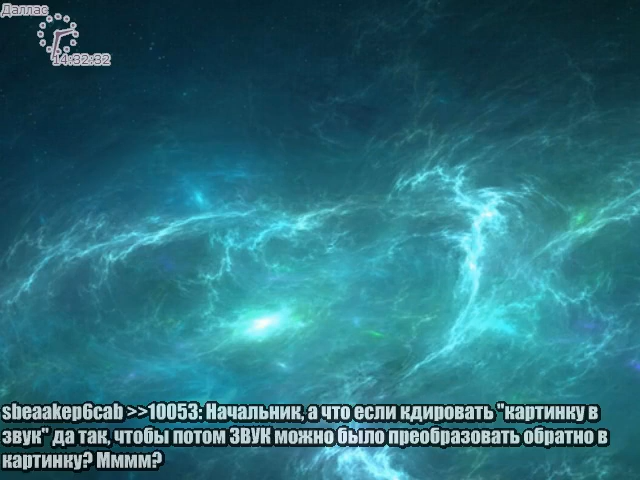 Даллас
14:32:32
sbeaakep6cab >>10053: Начальник, а что если кдировать "картинку в
звук" да так, чтобы потом ЗВУК можно было преобразовать обратно в
картинку? Мммм?